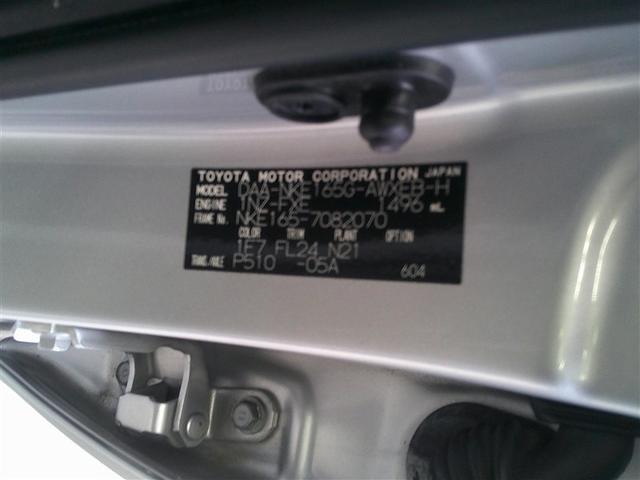 TOYOTA MOTOR CORPORATION JAPAN
MODEL DAA-NKE165G-AWXEB-H
ENGINE 1NZ-FXE 1496 mL
FRAME No. NKE165-7082070
COLOR TRIM PLANT OPTION
1F7 FL24 N21
TRANS./AXLE P510 -05A 604